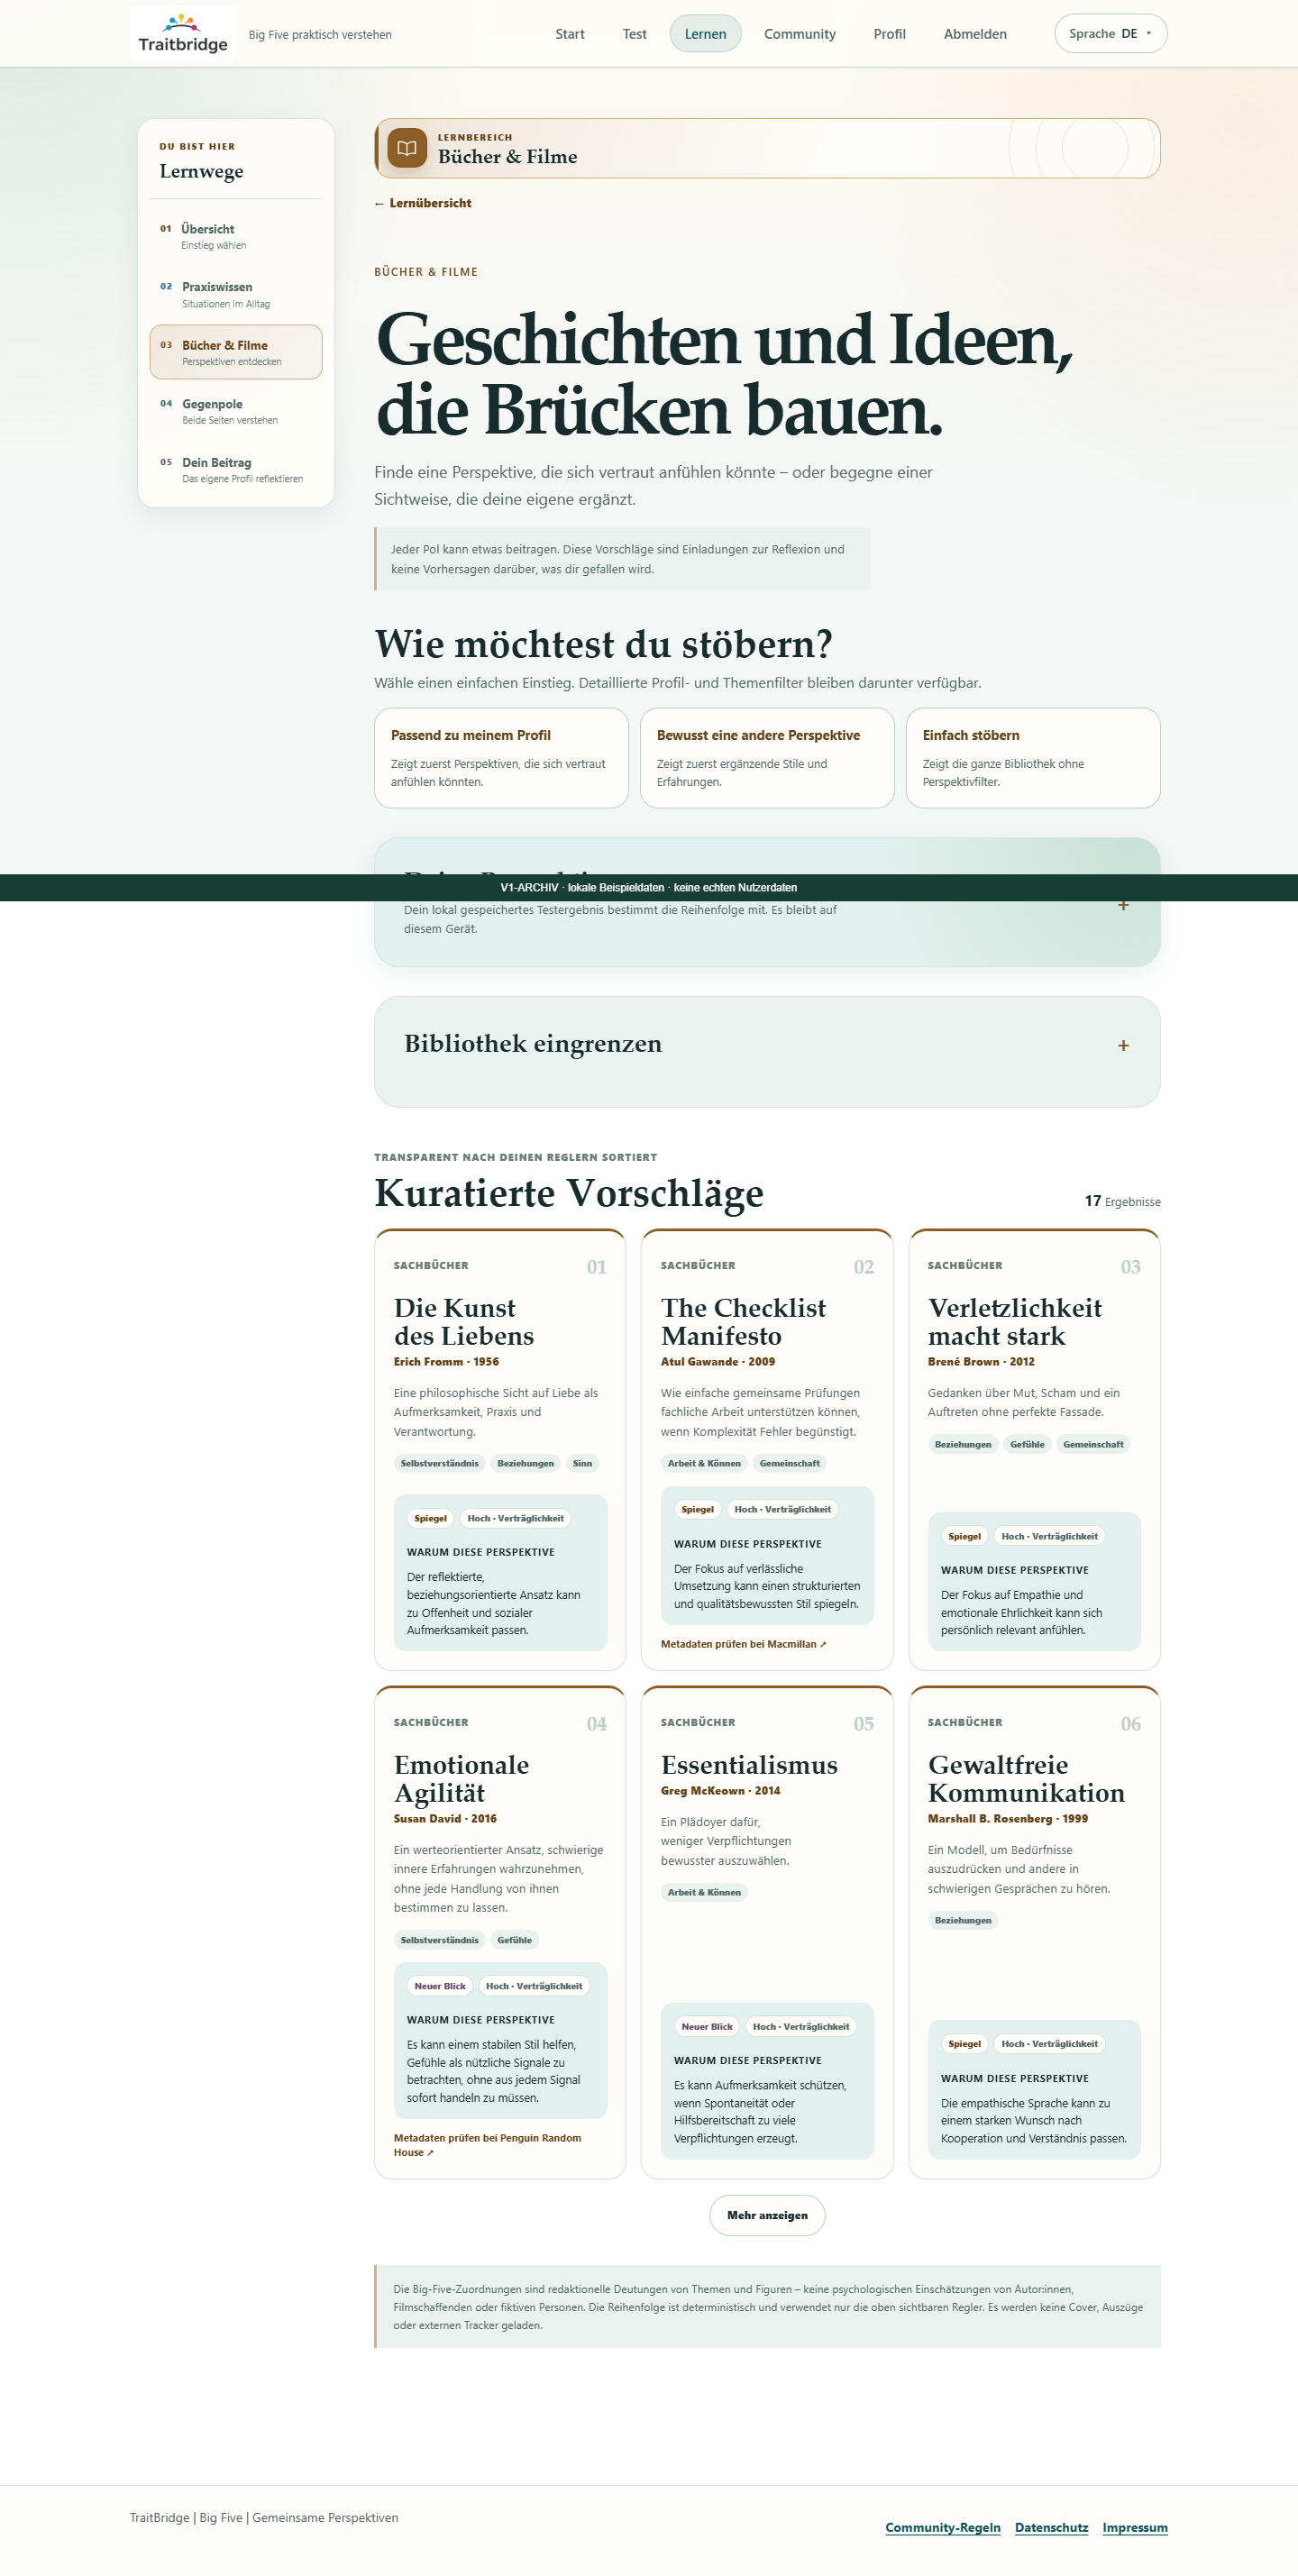 Traitbridge
Big Five praktisch verstehen
Start
Test
Lernen
Community
Profil
Abmelden
Sprache DE
DU BIST HIER
Lernwege
01 Übersicht
Einstieg wählen
02 Praxiswissen
Situationen im Alltag
03 Bücher & Filme
Perspektiven entdecken
04 Gegenpole
Beide Seiten verstehen
05 Dein Beitrag
Das eigene Profil reflektieren
LERNBEREICH
Bücher & Filme
← Lernübersicht
BÜCHER & FILME
Geschichten und Ideen,
die Brücken bauen.
Finde eine Perspektive, die sich vertraut anfühlen könnte – oder begegne einer
Sichtweise, die deine eigene ergänzt.
Jeder Pol kann etwas beitragen. Diese Vorschläge sind Einladungen zur Reflexion und
keine Vorhersagen darüber, was dir gefallen wird.
Wie möchtest du stöbern?
Wähle einen einfachen Einstieg. Detaillierte Profil- und Themenfilter bleiben darunter verfügbar.
Passend zu meinem Profil
Zeigt zuerst Perspektiven, die sich vertraut
anfühlen könnten.
Bewusst eine andere Perspektive
Zeigt zuerst ergänzende Stile und
Erfahrungen.
Einfach stöbern
Zeigt die ganze Bibliothek ohne
Perspektivfilter.
V1-ARCHIV · lokale Beispieldaten · keine echten Nutzerdaten
Dein lokal gespeichertes Testergebnis bestimmt die Reihenfolge mit. Es bleibt auf
diesem Gerät.
+
Bibliothek eingrenzen
+
TRANSPARENT NACH DEINEN REGLERN SORTIERT
Kuratierte Vorschläge
17 Ergebnisse
SACHBÜCHER 01
Die Kunst
des Liebens
Erich Fromm · 1956
Eine philosophische Sicht auf Liebe als
Aufmerksamkeit, Praxis und
Verantwortung.
Selbstverständnis Beziehungen Sinn
Spiegel Hoch · Verträglichkeit
WARUM DIESE PERSPEKTIVE
Der reflektierte,
beziehungsorientierte Ansatz kann
zu Offenheit und sozialer
Aufmerksamkeit passen.
SACHBÜCHER 02
The Checklist
Manifesto
Atul Gawande · 2009
Wie einfache gemeinsame Prüfungen
fachliche Arbeit unterstützen können,
wenn Komplexität Fehler begünstigt.
Arbeit & Können Gemeinschaft
Spiegel Hoch · Verträglichkeit
WARUM DIESE PERSPEKTIVE
Der Fokus auf verlässliche
Umsetzung kann einen strukturierten
und qualitätsbewussten Stil spiegeln.
Metadaten prüfen bei Macmillan ↗
SACHBÜCHER 03
Verletzlichkeit
macht stark
Brené Brown · 2012
Gedanken über Mut, Scham und ein
Auftreten ohne perfekte Fassade.
Beziehungen Gefühle Gemeinschaft
Spiegel Hoch · Verträglichkeit
WARUM DIESE PERSPEKTIVE
Der Fokus auf Empathie und
emotionale Ehrlichkeit kann sich
persönlich relevant anfühlen.
SACHBÜCHER 04
Emotionale
Agilität
Susan David · 2016
Ein werteorientierter Ansatz, schwierige
innere Erfahrungen wahrzunehmen,
ohne jede Handlung von ihnen
bestimmen zu lassen.
Selbstverständnis Gefühle
Neuer Blick Hoch · Verträglichkeit
WARUM DIESE PERSPEKTIVE
Es kann einem stabilen Stil helfen,
Gefühle als nützliche Signale zu
betrachten, ohne aus jedem Signal
sofort handeln zu müssen.
Metadaten prüfen bei Penguin Random
House ↗
SACHBÜCHER 05
Essentialismus
Greg McKeown · 2014
Ein Plädoyer dafür,
weniger Verpflichtungen
bewusster auszuwählen.
Arbeit & Können
Neuer Blick Hoch · Verträglichkeit
WARUM DIESE PERSPEKTIVE
Es kann Aufmerksamkeit schützen,
wenn Spontaneität oder
Hilfsbereitschaft zu viele
Verpflichtungen erzeugt.
SACHBÜCHER 06
Gewaltfreie
Kommunikation
Marshall B. Rosenberg · 1999
Ein Modell, um Bedürfnisse
auszudrücken und andere in
schwierigen Gesprächen zu hören.
Beziehungen
Spiegel Hoch · Verträglichkeit
WARUM DIESE PERSPEKTIVE
Die empathische Sprache kann zu
einem starken Wunsch nach
Kooperation und Verständnis passen.
Mehr anzeigen
Die Big-Five-Zuordnungen sind redaktionelle Deutungen von Themen und Figuren – keine psychologischen Einschätzungen von Autor:innen,
Filmschaffenden oder fiktiven Personen. Die Reihenfolge ist deterministisch und verwendet nur die oben sichtbaren Regler. Es werden keine Cover, Auszüge
oder externen Tracker geladen.
TraitBridge | Big Five | Gemeinsame Perspektiven
Community-Regeln Datenschutz Impressum